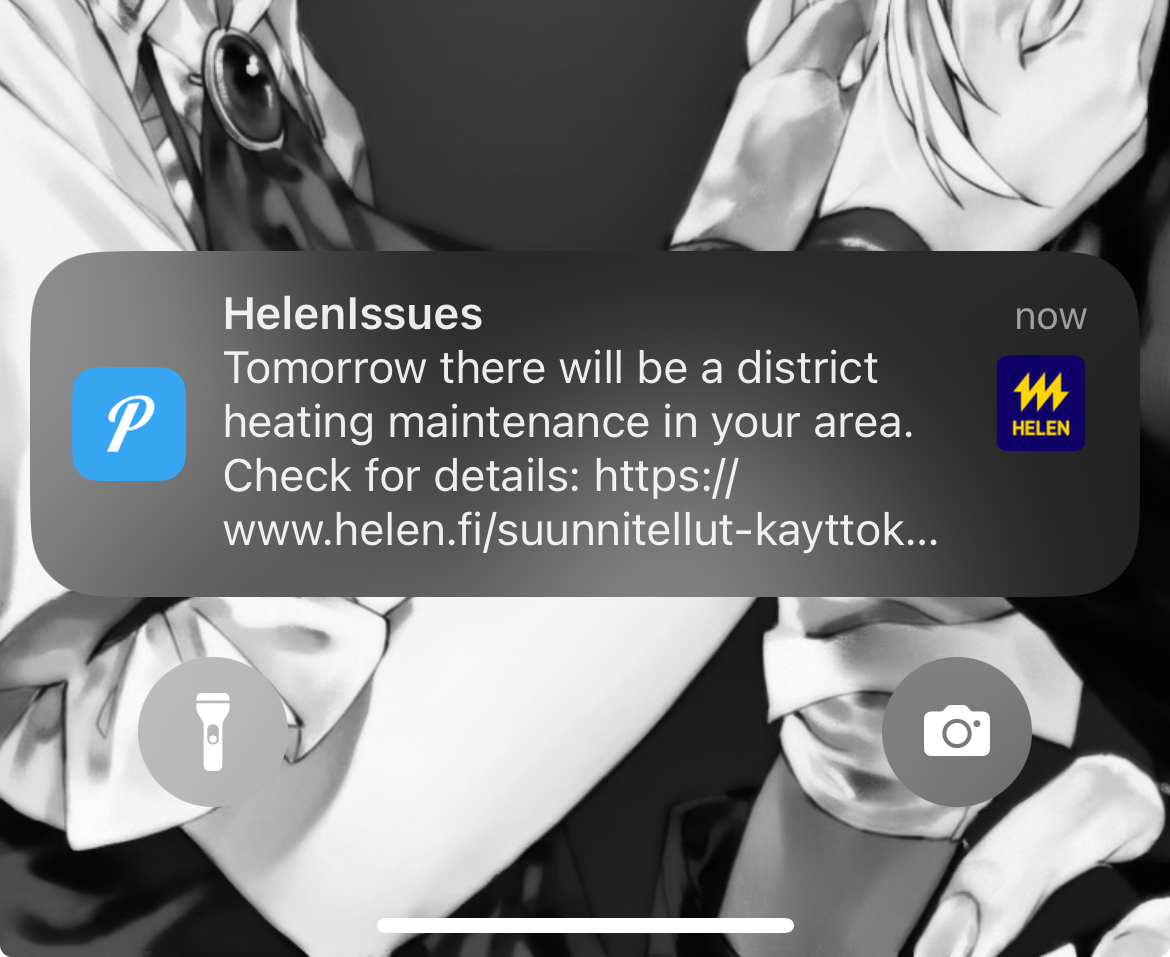 HelenIssues
now
Tomorrow there will be a district
heating maintenance in your area.
Check for details: https://
www.helen.fi/suunnitellut-kayttok...
P
HELEN